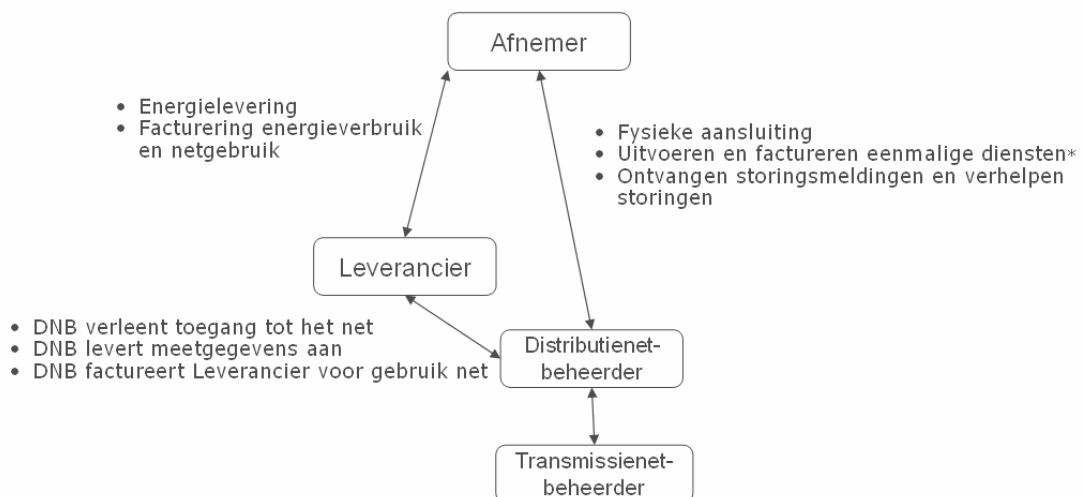 Afnemer
• Energielevering
• Facturering energieverbruik
en netgebruik
• Fysieke aansluiting
• Uitvoeren en factureren eenmalige diensten*
• Ontvangen storingsmeldingen en verhelpen
storingen
Leverancier
• DNB verleent toegang tot het net
• DNB levert meetgegevens aan
• DNB factureert Leverancier voor gebruik net
Distributienet-
beheerder
Transmissienet-
beheerder